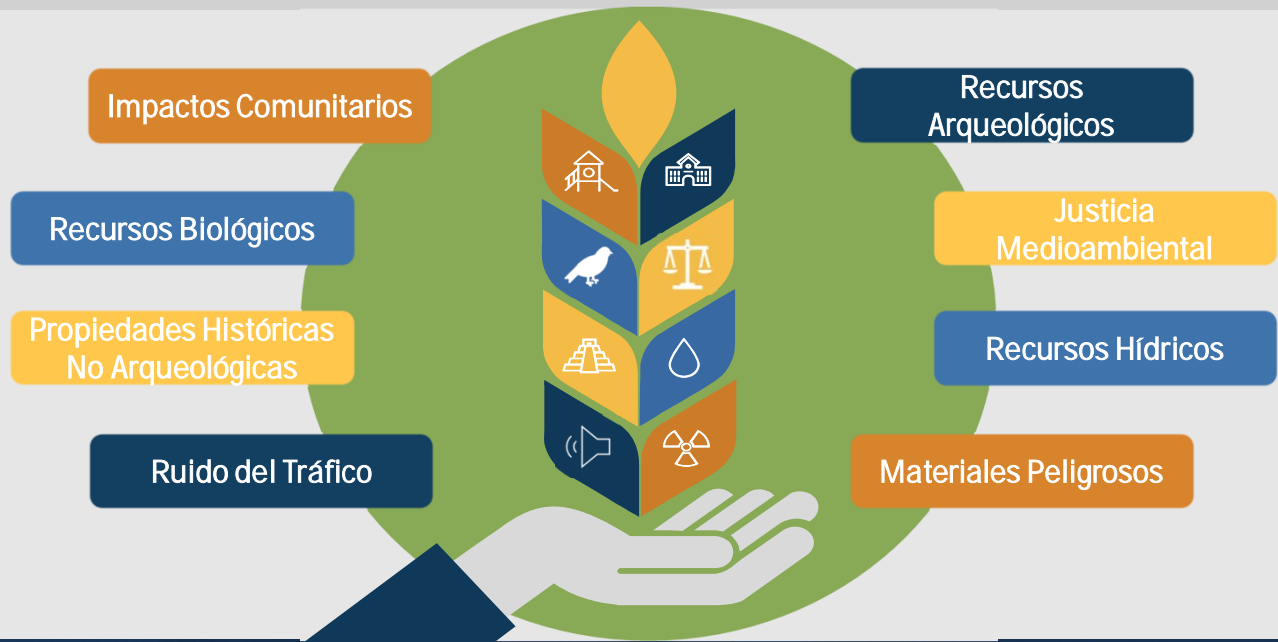 Impactos Comunitarios
Recursos
Arqueológicos
Recursos Biológicos
Justicia
Medioambiental
Propiedades Históricas
No Arqueológicas
Recursos Hídricos
Ruido del Tráfico
Materiales Peligrosos